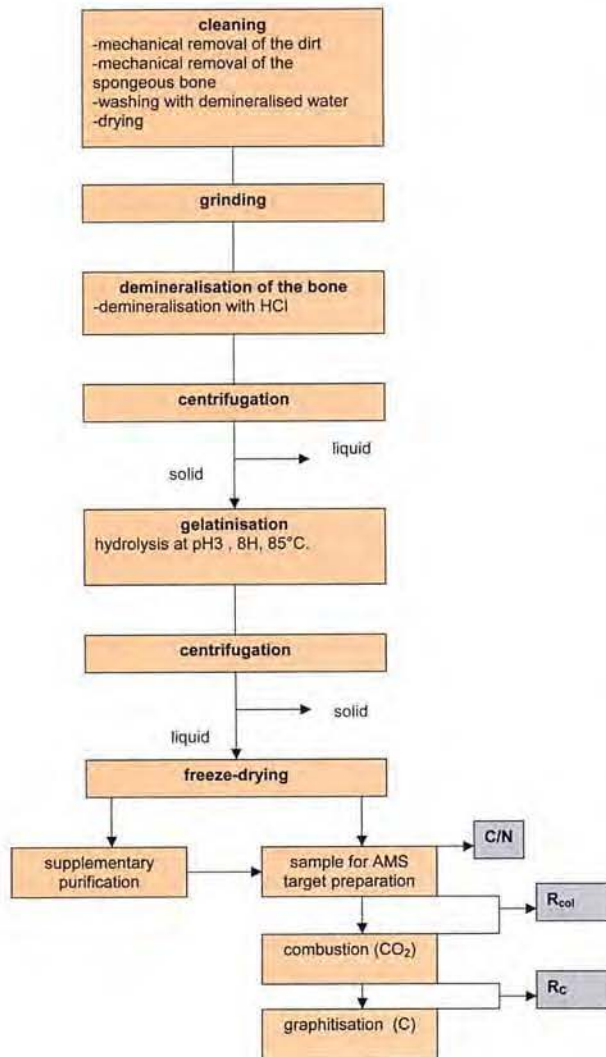 cleaning
-mechanical removal of the dirt
-mechanical removal of the
spongeous bone
-washing with demineralised water
-drying
grinding
demineralisation of the bone
-demineralisation with HCl
centrifugation
liquid
solid
gelatinisation
hydrolysis at pH3 , 8H, 85°C.
centrifugation
solid
liquid
freeze-drying
C/N
supplementary
purification
sample for AMS
target preparation
Rcol
combustion (CO₂)
RC
graphitisation (C)